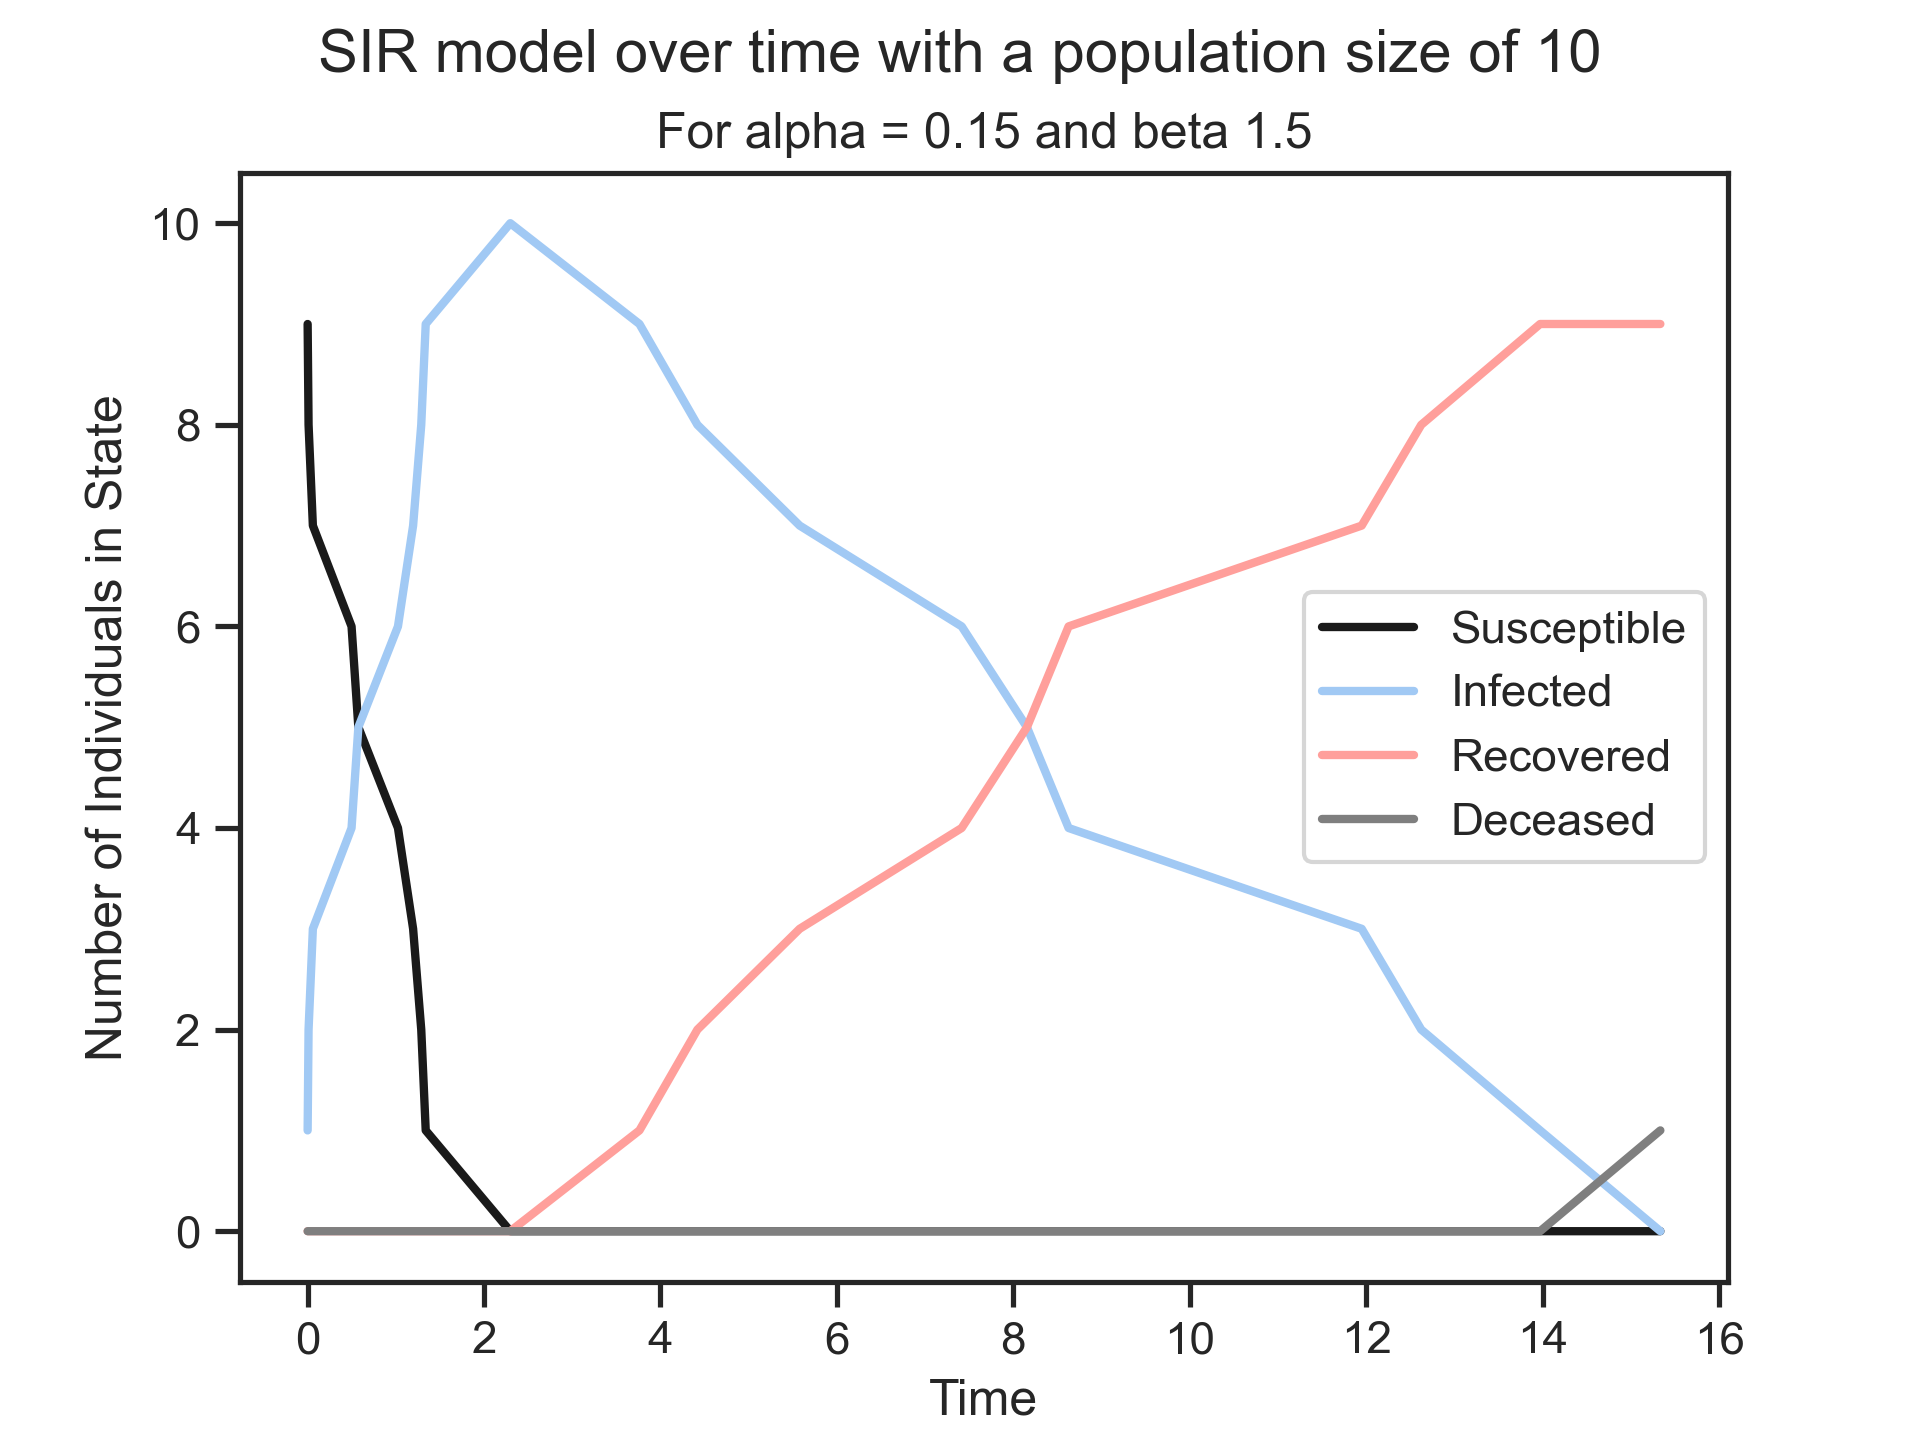 SIR model over time with a population size of 10
For alpha = 0.15 and beta 1.5
Number of Individuals in State
10
8
6
4
2
0
Susceptible
Infected
Recovered
Deceased
0 2 4 6 8 10 12 14 16
Time